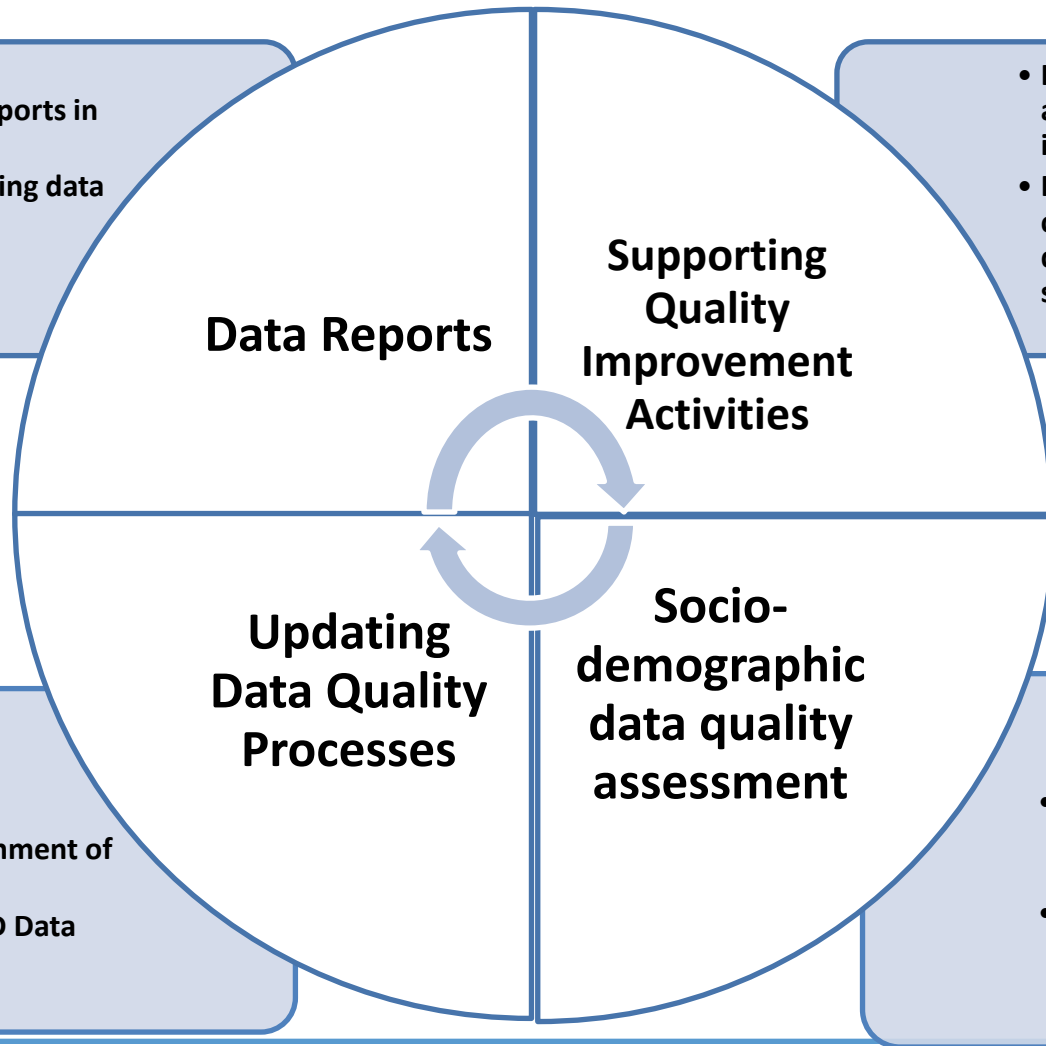 ports in
ing data
Data Reports
Supporting
Quality
Improvement
Activities
Updating
Data Quality
Processes
Socio-
demographic
data quality
assessment
nment of
Data